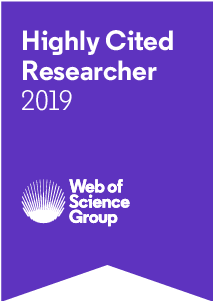 Highly Cited
Researcher
2019
Web of
Science
Group